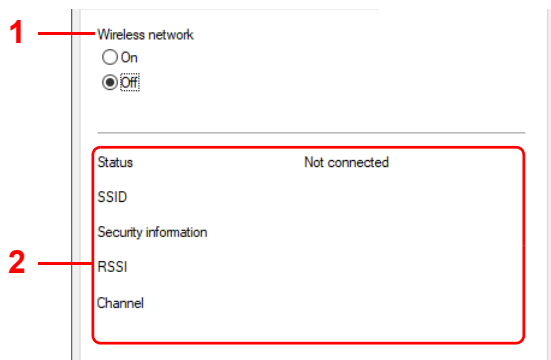 1
Wireless network
On
Off
Status Not connected
SSID
Security information
2
RSSI
Channel